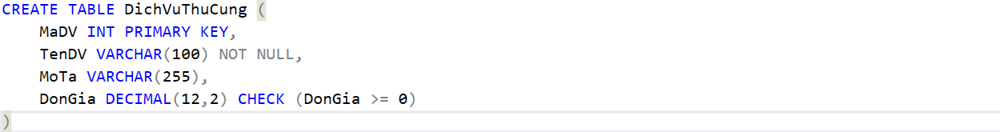 CREATE TABLE DichVuThuCung (
    MaDV INT PRIMARY KEY,
    TenDV VARCHAR(100) NOT NULL,
    MoTa VARCHAR(255),
    DonGia DECIMAL(12,2) CHECK (DonGia >= 0)
)